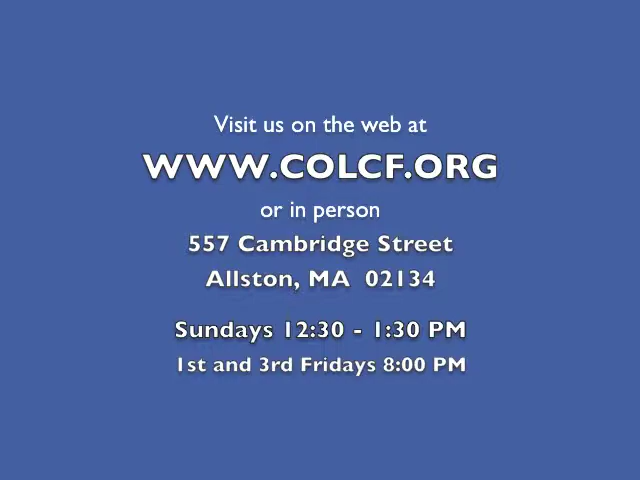 Visit us on the web at
WWW.COLCF.ORG
or in person
557 Cambridge Street
Allston, MA 02134
Sundays 12:30 - 1:30 PM
1st and 3rd Fridays 8:00 PM